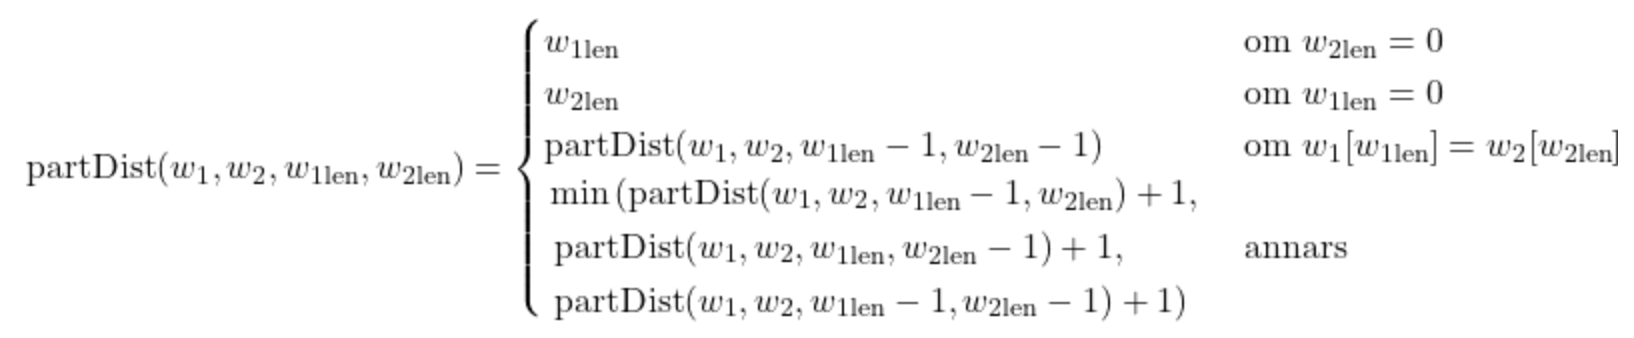 w₁len om w₂len = 0
w₂len om w₁len = 0
partDist(w₁, w₂, w₁len − 1, w₂len − 1) om w₁[w₁len] = w₂[w₂len]
partDist(w₁, w₂, w₁len, w₂len) =
min (partDist(w₁, w₂, w₁len − 1, w₂len) + 1,
partDist(w₁, w₂, w₁len, w₂len − 1) + 1, annars
partDist(w₁, w₂, w₁len − 1, w₂len − 1) + 1)